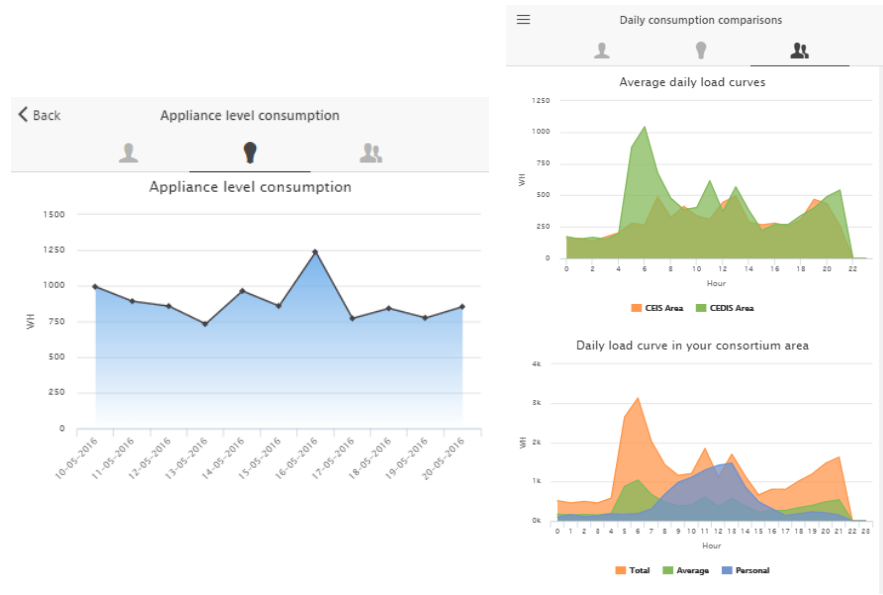 Back
Appliance level consumption
Appliance level consumption
1500
1250
1000
750
500
250
0
WH
10-05-2016
11-05-2016
12-05-2016
13-05-2016
14-05-2016
15-05-2016
16-05-2016
17-05-2016
18-05-2016
19-05-2016
20-05-2016
Daily consumption comparisons
Average daily load curves
1250
1000
750
500
250
0
WH
0 2 4 6 8 10 12 14 16 18 20 22
Hour
CEIS Area CEDIS Area
Daily load curve in your consortium area
4k
3k
2k
1k
0k
WH
0 1 2 3 4 5 6 7 8 9 10 11 12 13 14 15 16 17 18 19 20 21 22 23
Hour
Total Average Personal